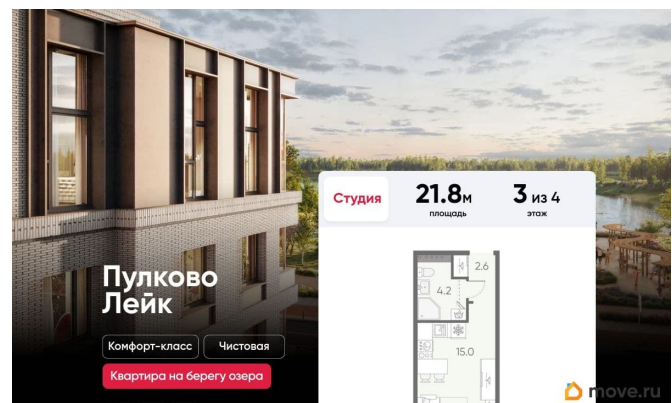 Студия
21.8м
площадь
3 из 4
этаж
2.6
4.2
15.0
Пулково
Лейк
Комфорт-класс
Чистовая
Квартира на берегу озера
move.ru